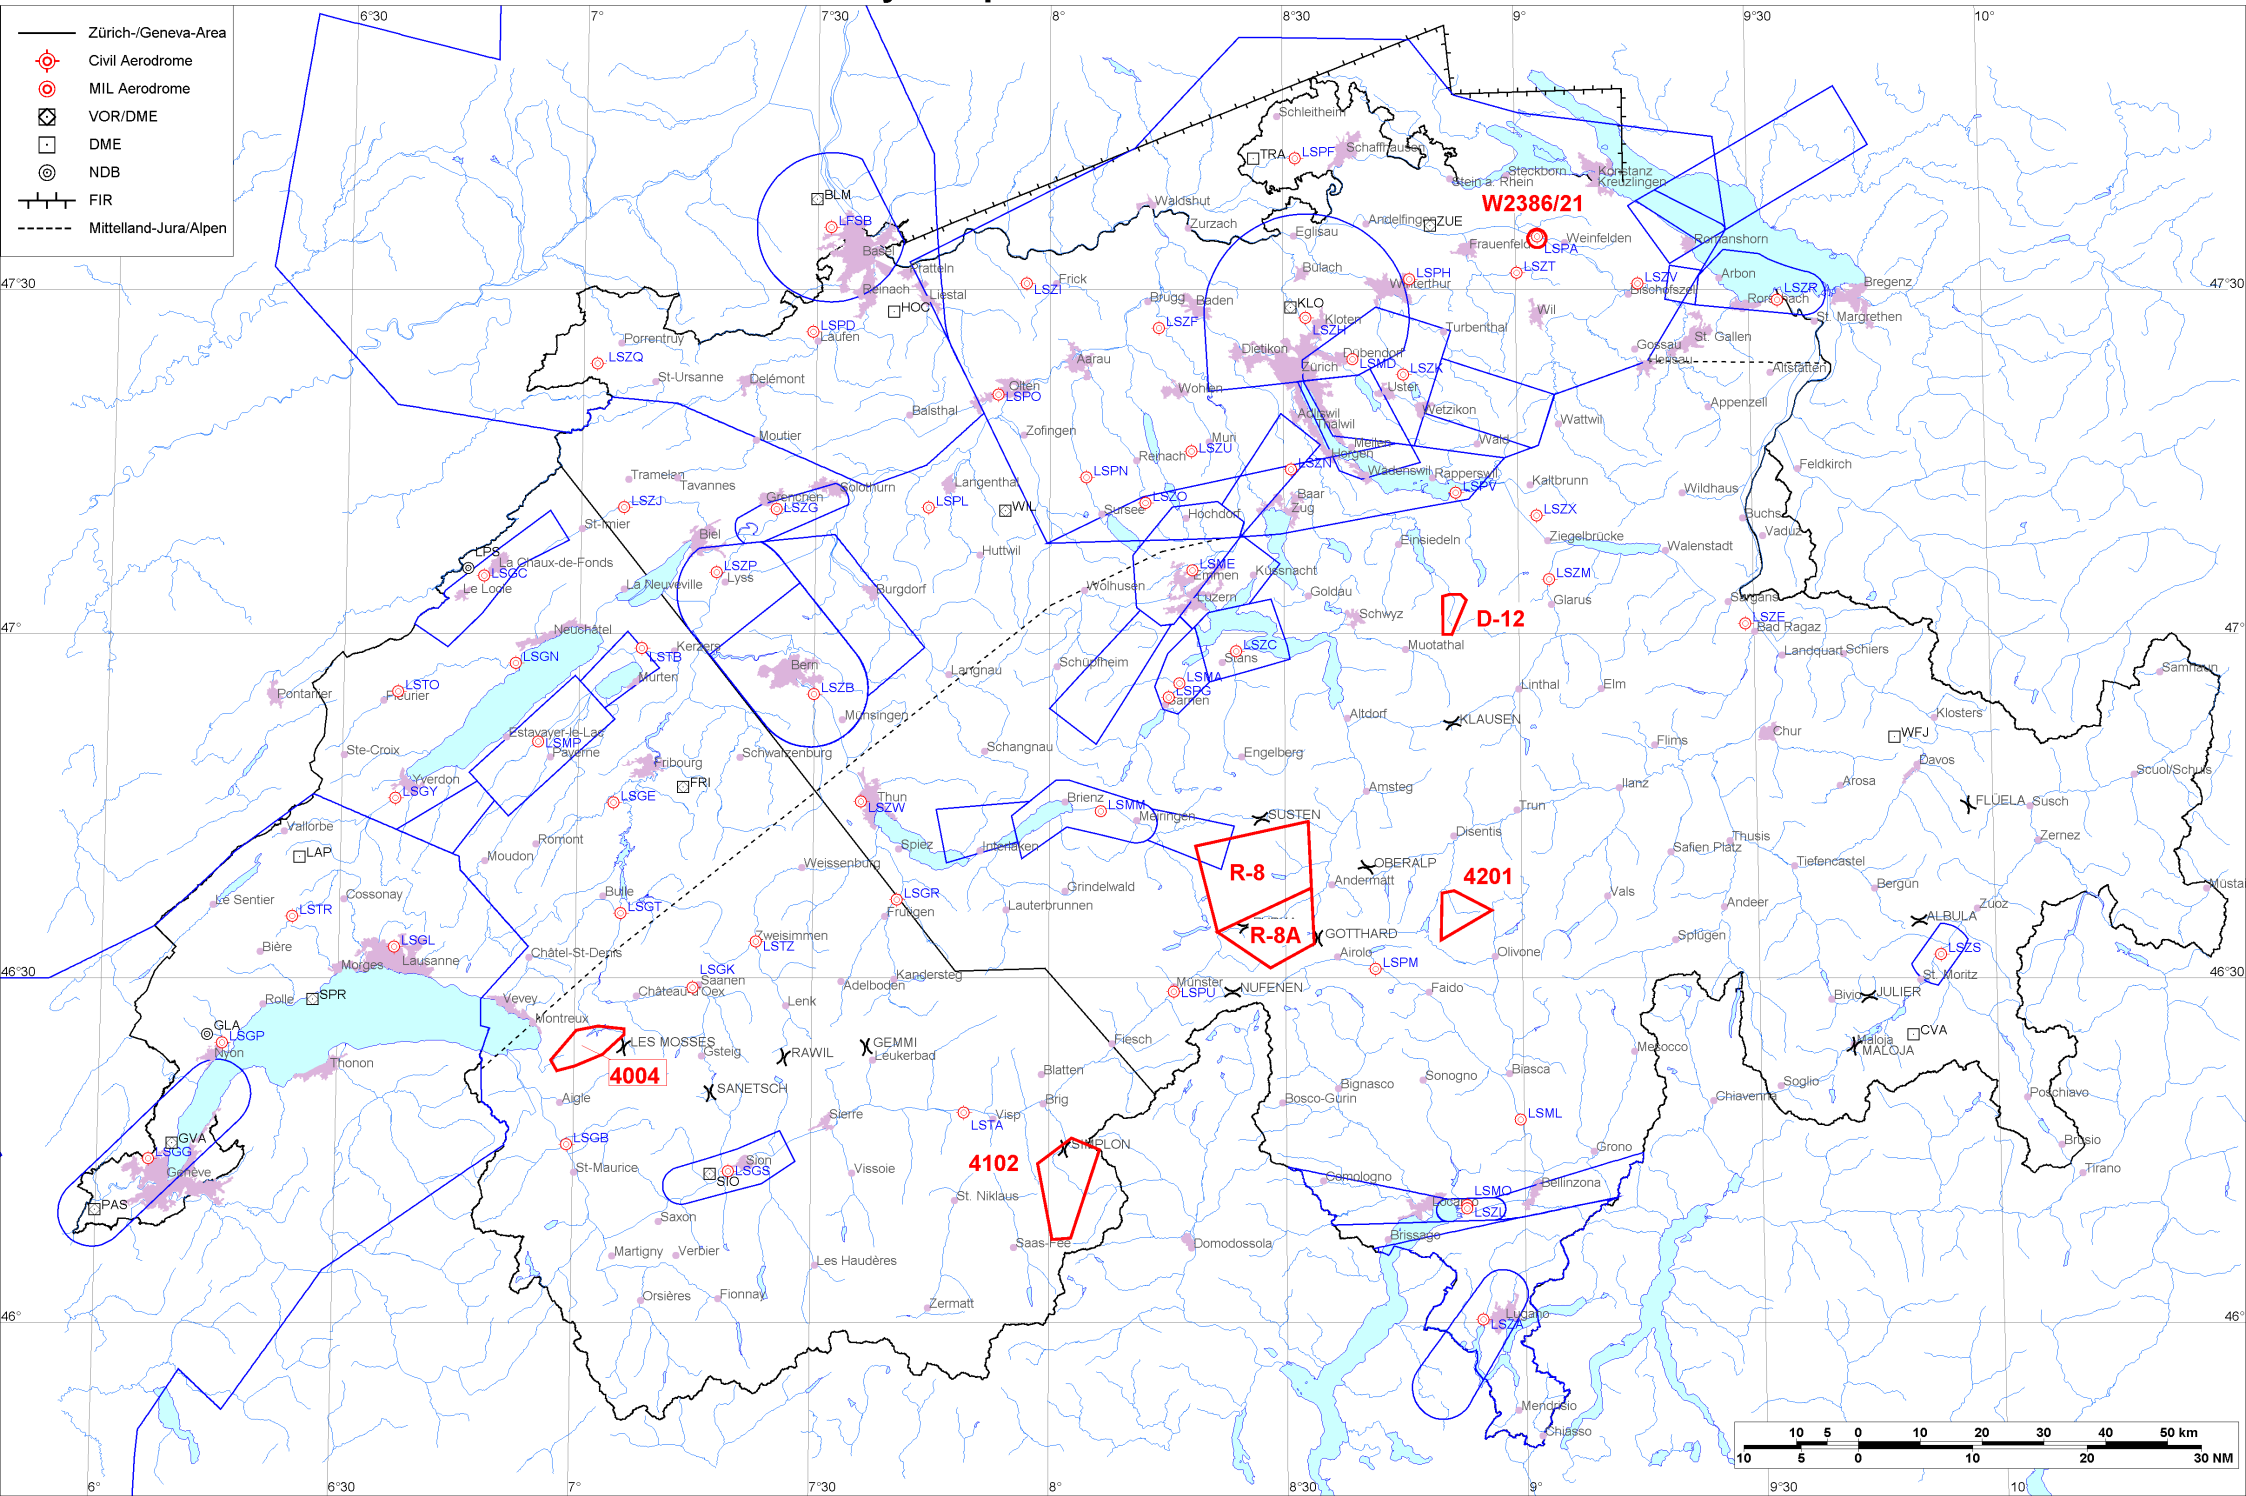 6°30
7°
7°30
8°
8°30
9°
9°30
10°
Zürich-/Geneva-Area
Civil Aerodrome
MIL Aerodrome
VOR/DME
DME
NDB
FIR
Mittelland-Jura/Alpen
Schleitheim
TRA
LSPF
Schaffhausen
Steckborn
Stein a. Rhein
Konstanz
Kreuzlingen
BLM
LFSB
Basel
Waldshut
Zurzach
Eglisau
Andelfingen
ZUE
W2386/21
LSPA
Weinfelden
Frauenfeld
Romanshorn
Pratteln
Reinach
Liestal
HOC
LSZI
Frick
Bülach
LSPH
Winterthur
LSZT
LSZV
Bischofszell
Arbon
LSZR
Rorschach
Bregenz
47°30
47°30
LSPD
Laufen
Brugg
Baden
LSZF
KLO
Kloten
LSZH
Turbenthal
Wil
St. Margrethen
St. Gallen
Gossau
Herisau
Altstätten
Porrentruy
LSZQ
St-Ursanne
Delémont
Aarau
Dietikon
Zürich
Dübendorf
LSMD
LSZK
Uster
Wetzikon
Olten
LSPO
Wohlen
Balsthal
Adliswil
Thalwil
Appenzell
Wattwil
Moutier
Zofingen
Muri
LSZU
Reinach
Meilen
Horgen
Wald
Tramelan
Tavannes
LSPN
LSZN
Wädenswil
Rapperswil
LSPV
Kaltbrunn
Feldkirch
Wildhaus
Grenchen
LSZG
Solothurn
Langenthal
LSPL
WIL
LSZO
Sursee
Hochdorf
Baar
Zug
LSZJ
St-Imier
Biel
LSZX
Buchs
Vaduz
Huttwil
Einsiedeln
Ziegelbrücke
Walenstadt
LPS
La Chaux-de-Fonds
LSGC
Le Locle
LSZP
Lyss
La Neuveville
Burgdorf
Wolhusen
LSME
Emmen
Luzern
Küssnacht
Goldau
LSZM
Glarus
Schwyz
D-12
Sargans
LSZE
Bad Ragaz
47°
47°
Neuchâtel
LSGN
LSTB
Kerzers
Murten
Bern
LSZB
Langnau
Schüpfheim
LSZC
Stans
LSMA
LSPG
Sarnen
Muotathal
Landquart
Schiers
Samnaun
Pontarlier
LSTO
Fleurier
Münsingen
Altdorf
Linthal
Elm
KLAUSEN
Klosters
WFJ
Ste-Croix
Estavayer-le-Lac
LSMP
Payerne
Schwarzenburg
Schangnau
Engelberg
Flims
Chur
Davos
Scuol/Schuls
Fribourg
FRI
Yverdon
LSGY
LSGE
Thun
LSZW
Brienz
LSMM
Meiringen
Amsteg
Ilanz
Arosa
Trun
FLÜELA
Susch
SUSTEN
Vallorbe
LAP
Romont
Moudon
Weissenburg
Spiez
Interlaken
Disentis
Safien Platz
Thusis
Zernez
Tiefencastel
R-8
OBERALP
Andermatt
4201
Grindelwald
Lauterbrunnen
Vals
Bergün
Müstair
Le Sentier
Cossonay
LSTR
Bulle
LSGT
LSGR
Frutigen
R-8A
GOTTHARD
Airolo
Andeer
Zuoz
ALBULA
Bière
LSGL
Lausanne
Morges
Châtel-St-Denis
Zweisimmen
LSTZ
Olivone
Splügen
LSZS
St. Moritz
46°30
46°30
LSPM
LSGK
Saanen
Château-d'Oex
Adelboden
Kandersteg
Münster
LSPU
NUFENEN
Faido
Bivio
JULIER
Rolle
SPR
Vevey
Montreux
Lenk
GLA
LSGP
Nyon
CVA
Maloja
MALOJA
LES MOSSES
4004
Gsteig
RAWIL
GEMMI
Leukerbad
Fiesch
Mesocco
Thonon
SANETSCH
Blatten
Brig
Bignasco
Sonogno
Biasca
Soglio
Chiavenna
Poschiavo
Aigle
Bosco-Gurin
Sierre
LSTA
Visp
LSML
GVA
LSGG
Genève
LSGB
SIMPLON
Grono
Brusio
Tirano
St-Maurice
Sion
LSGS
SIO
Vissoie
4102
Comologno
St. Niklaus
LSMO
Bellinzona
Locarno
LSZL
PAS
Saxon
Martigny
Verbier
Saas-Fee
Domodossola
Brissago
Les Haudères
Orsières
Fionnay
Zermatt
46°
46°
Lugano
LSZA
Mendrisio
Chiasso
10 5 0 10 20 30 40 50 km
10 5 0 10 20 30 NM
6°
6°30
7°
7°30
8°
8°30
9°
9°30
10°